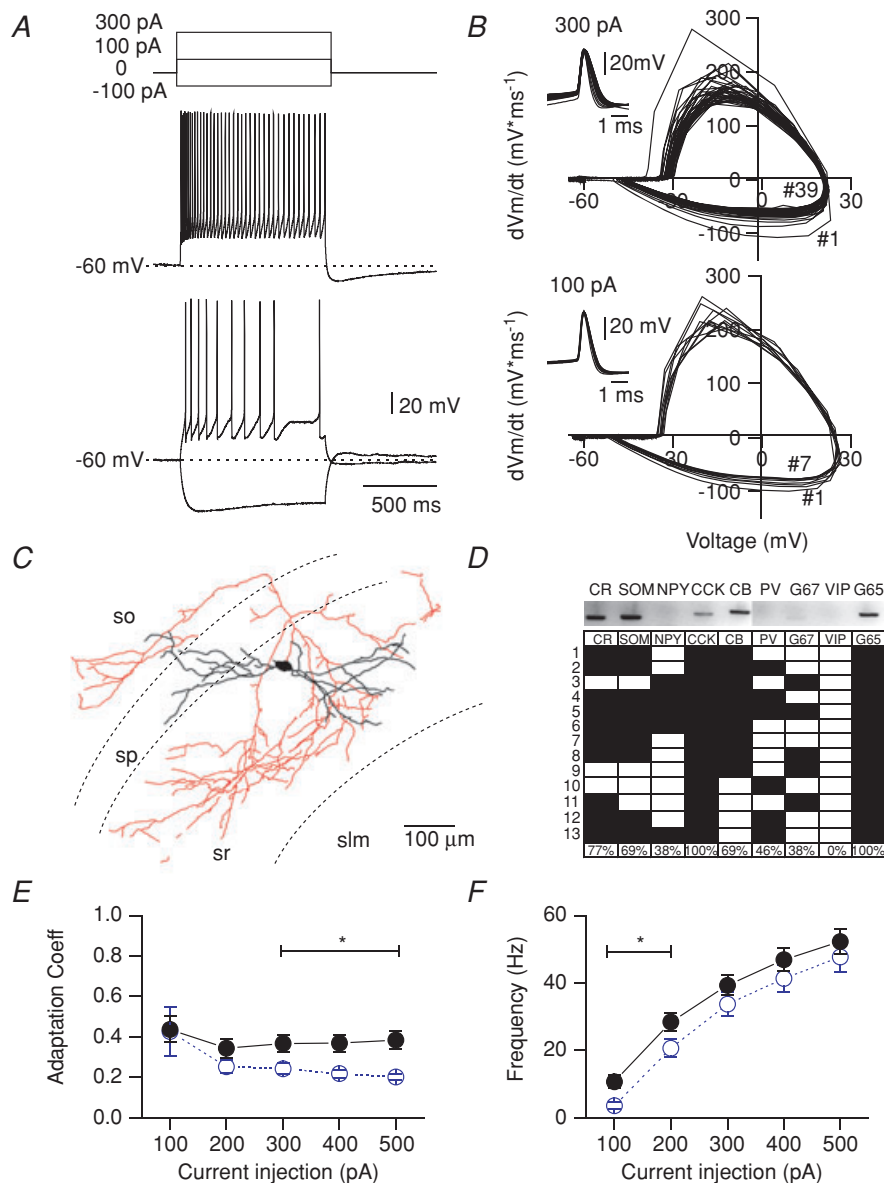 A
300 pA
100 pA
0
-100 pA
-60 mV
-60 mV
20 mV
500 ms
B
300 pA
20mV
1 ms
dVm/dt (mV*ms-1)
300
200
100
0
-100
-60
-30
0
30
#39
#1
100 pA
20 mV
1 ms
dVm/dt (mV*ms-1)
300
200
100
0
-100
-60
-30
0
30
#7
#1
Voltage (mV)
C
so
sp
sr
slm
100 µm
D
CR SOM NPY CCK CB PV G67 VIP G65
CR SOM NPY CCK CB PV G67 VIP G65
1
2
3
4
5
6
7
8
9
10
11
12
13
77% 69% 38% 100% 69% 46% 38% 0% 100%
E
Adaptation Coeff
1.0
0.8
0.6
0.4
0.2
0.0
*
100 200 300 400 500
Current injection (pA)
F
Frequency (Hz)
60
40
20
0
*
100 200 300 400 500
Current injection (pA)